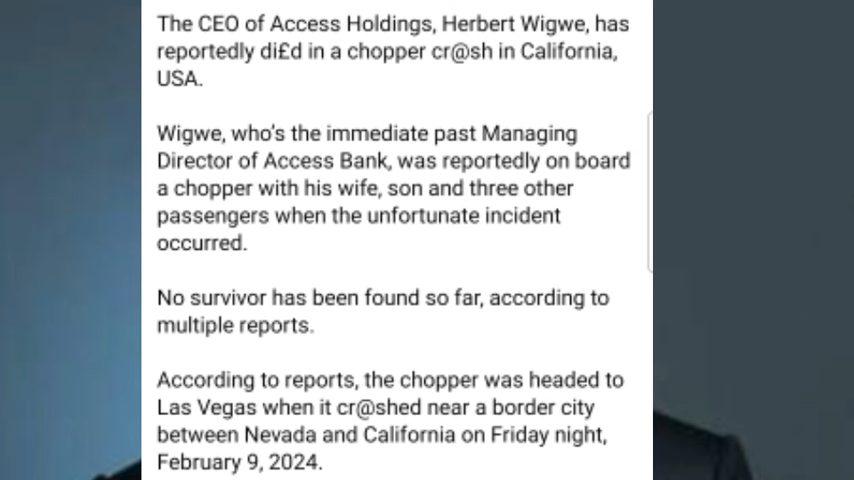 The CEO of Access Holdings, Herbert Wigwe, has
reportedly di£d in a chopper cr@sh in California,
USA.
Wigwe, who's the immediate past Managing
Director of Access Bank, was reportedly on board
a chopper with his wife, son and three other
passengers when the unfortunate incident
occurred.
No survivor has been found so far, according to
multiple reports.
According to reports, the chopper was headed to
Las Vegas when it cr@shed near a border city
between Nevada and California on Friday night,
February 9, 2024.